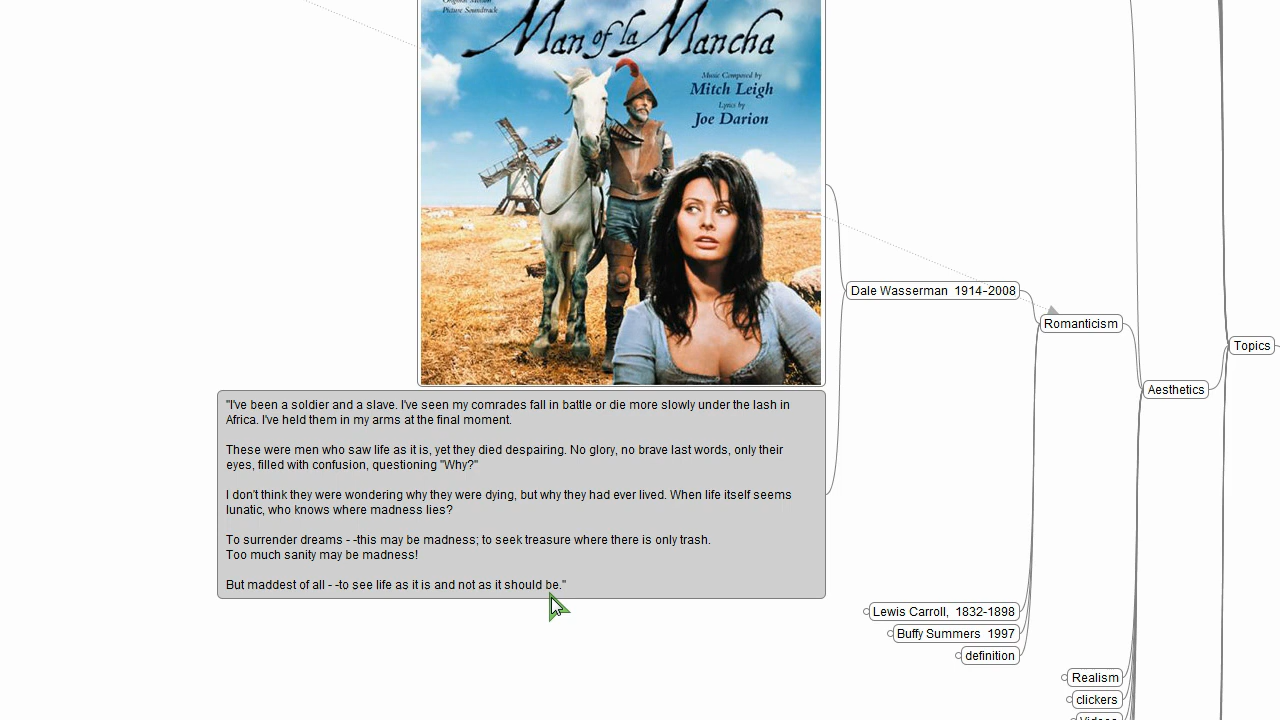 Original Motion
Picture Soundtrack
Man of la Mancha
Music Composed by
Mitch Leigh
Lyrics by
Joe Darion
Dale Wasserman 1914-2008
Romanticism
Topics
Aesthetics
"I've been a soldier and a slave. I've seen my comrades fall in battle or die more slowly under the lash in
Africa. I've held them in my arms at the final moment.
These were men who saw life as it is, yet they died despairing. No glory, no brave last words, only their
eyes, filled with confusion, questioning "Why?"
I don't think they were wondering why they were dying, but why they had ever lived. When life itself seems
lunatic, who knows where madness lies?
To surrender dreams - -this may be madness; to seek treasure where there is only trash.
Too much sanity may be madness!
But maddest of all - -to see life as it is and not as it should be."
Lewis Carroll, 1832-1898
Buffy Summers 1997
definition
Realism
clickers
Videos